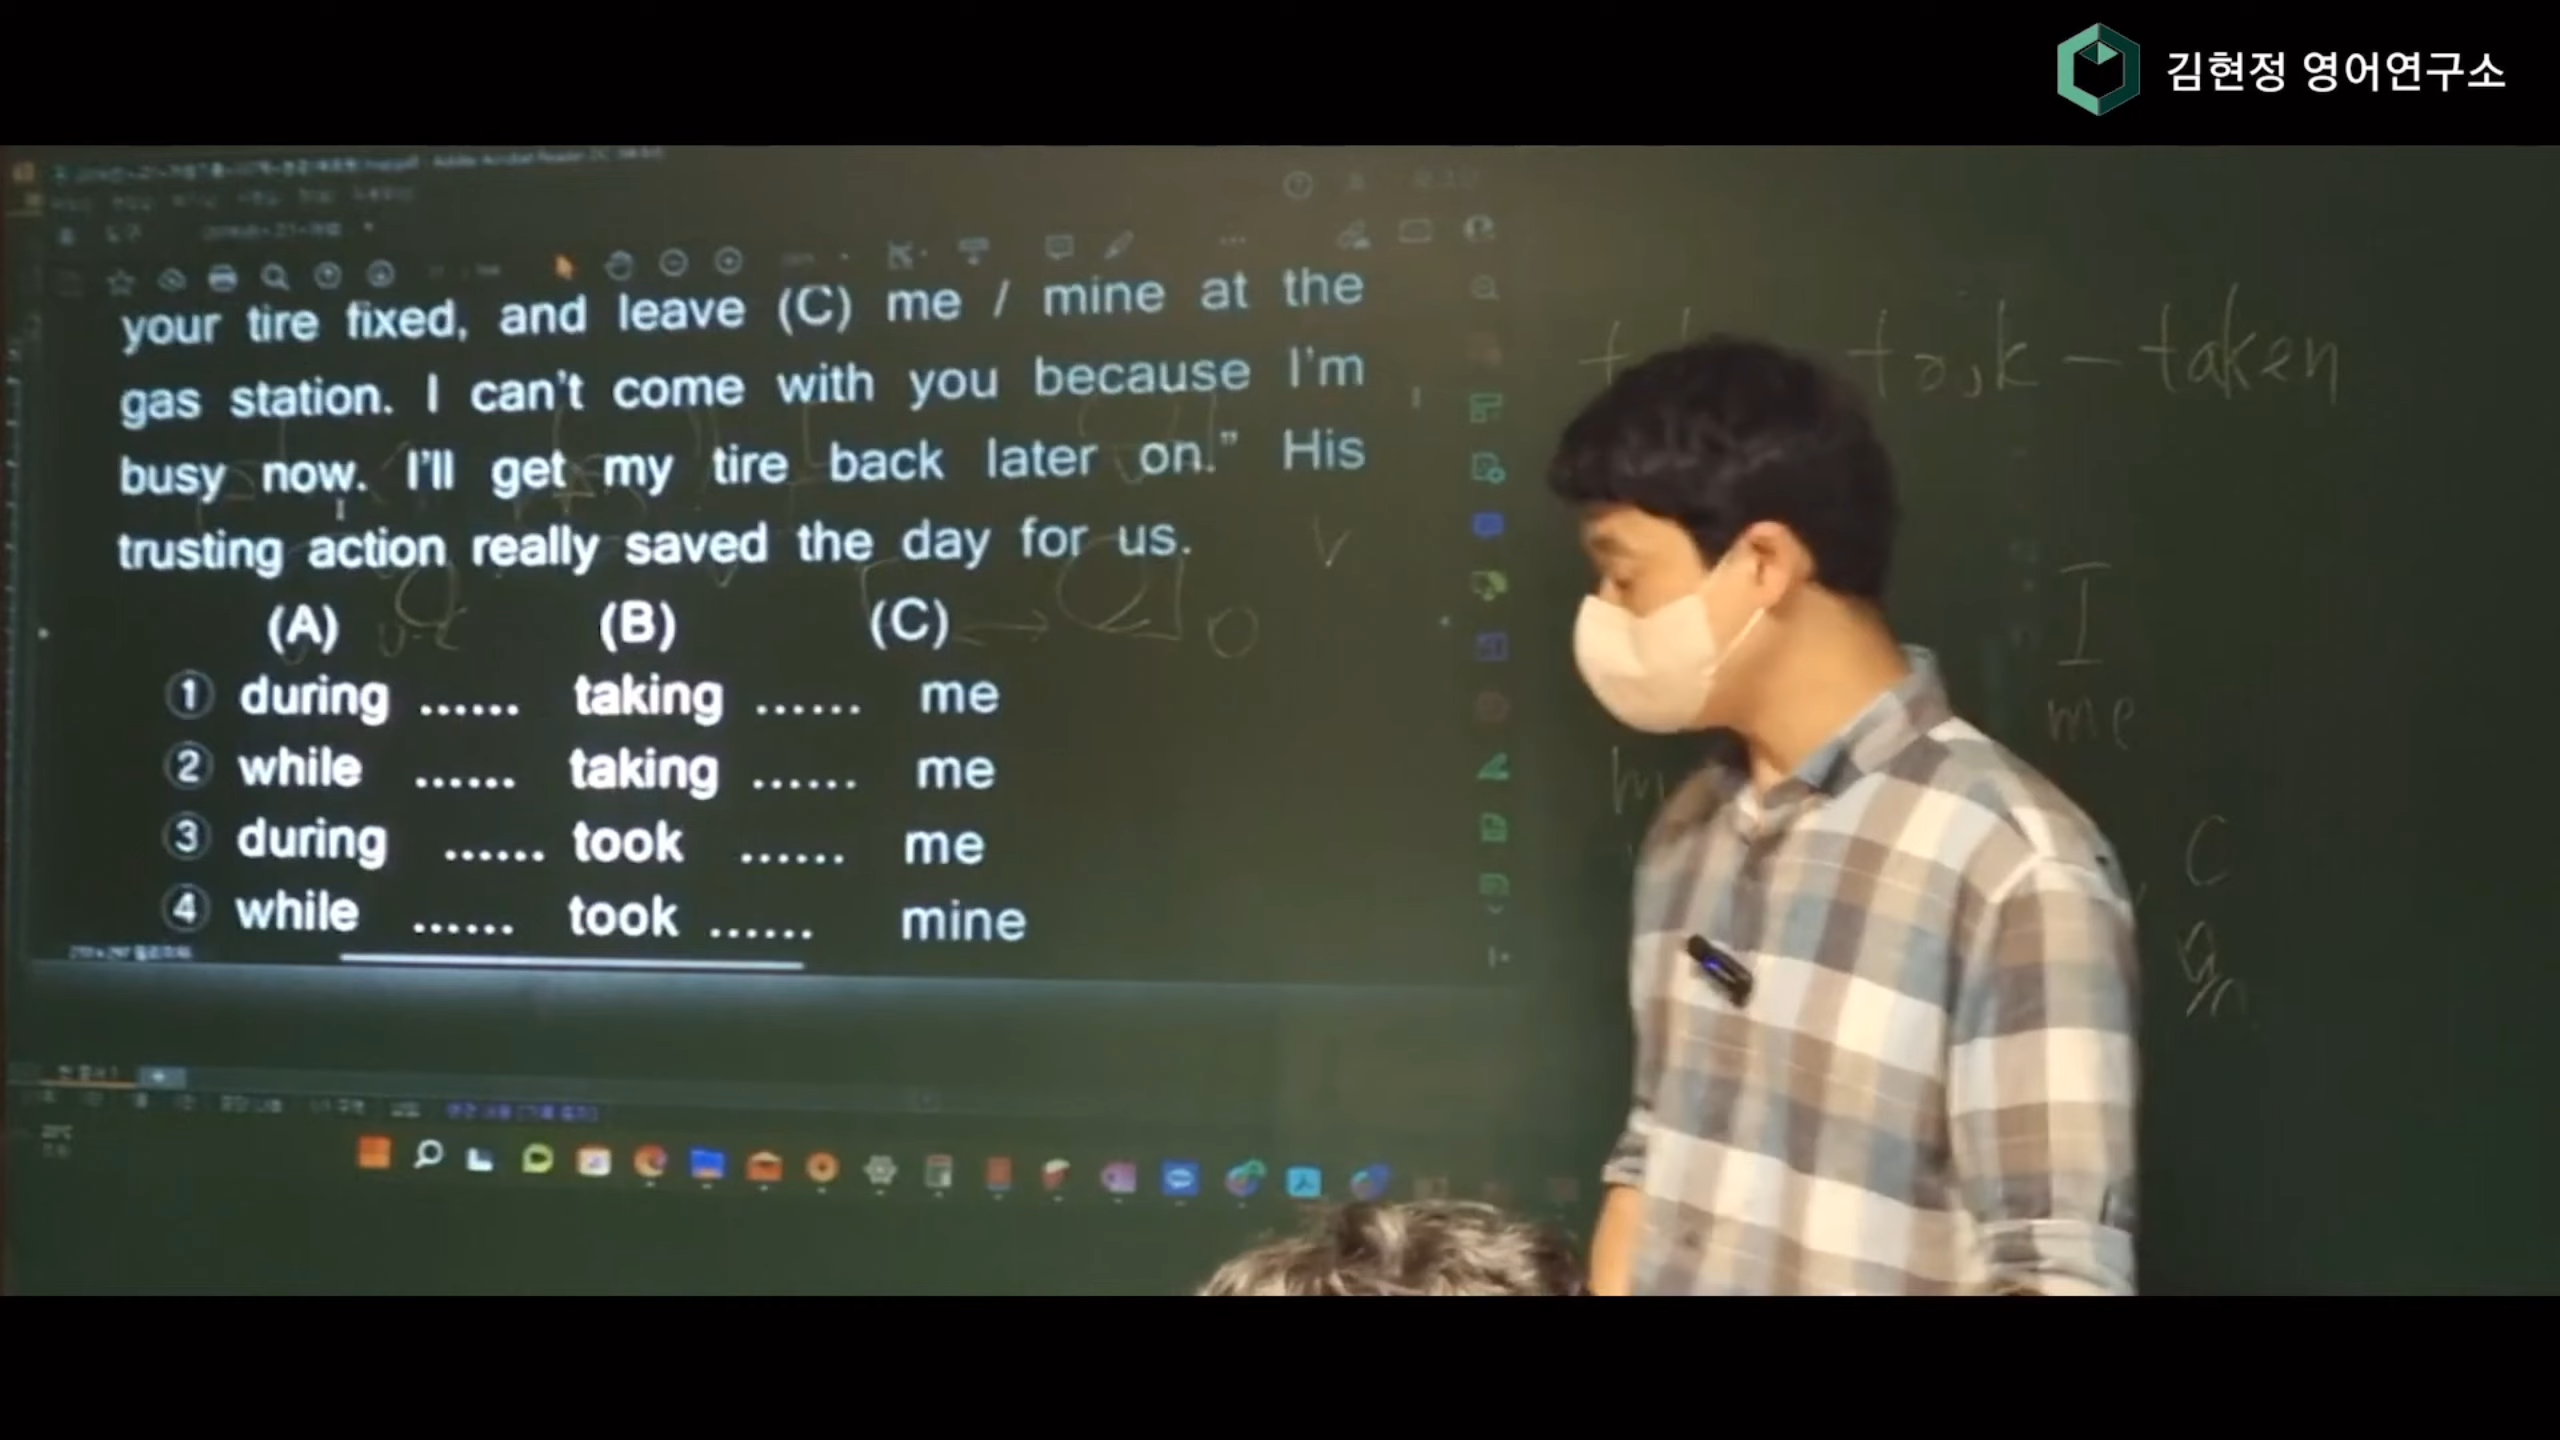 김현정 영어연구소
your tire fixed, and leave (C) me / mine at the
gas station. I can't come with you because I'm
busy now. I'll get my tire back later on." His
trusting action really saved the day for us.
(A) (B) (C)
① during ...... taking ...... me
② while ...... taking ...... me
③ during ...... took ...... me
④ while ...... took ...... mine
took - taken
I
me